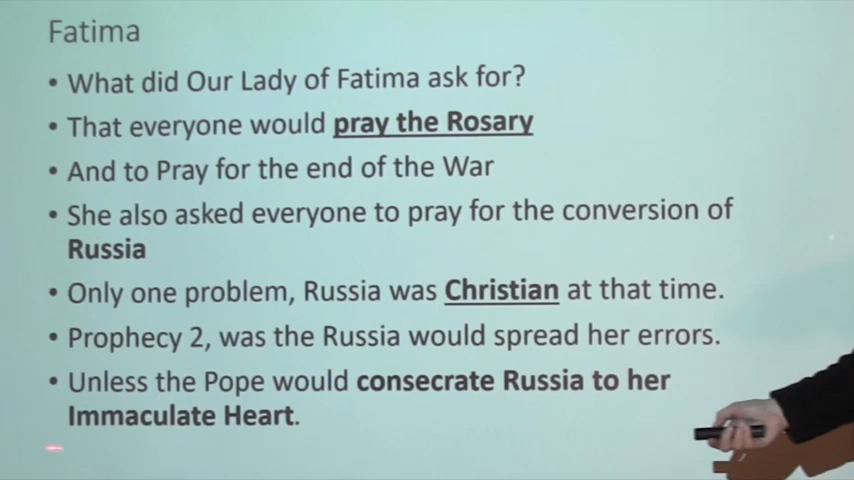 Fatima
• What did Our Lady of Fatima ask for?
• That everyone would pray the Rosary
• And to Pray for the end of the War
• She also asked everyone to pray for the conversion of
Russia
• Only one problem, Russia was Christian at that time.
• Prophecy 2, was the Russia would spread her errors.
• Unless the Pope would consecrate Russia to her
Immaculate Heart.